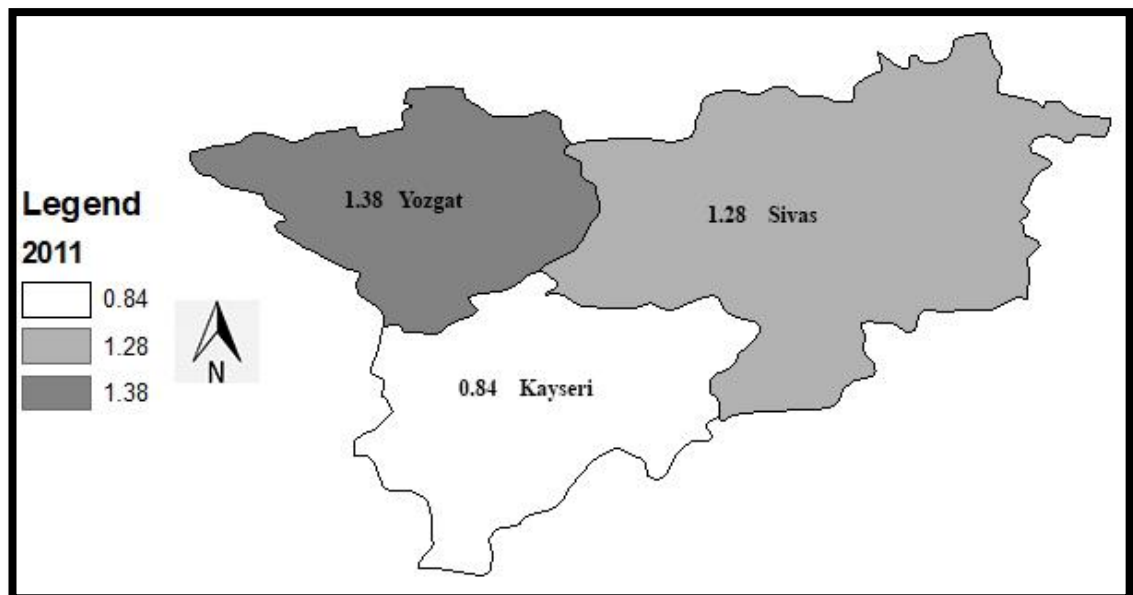 Legend
2011
0.84
1.28
1.38
N
1.38 Yozgat
1.28 Sivas
0.84 Kayseri